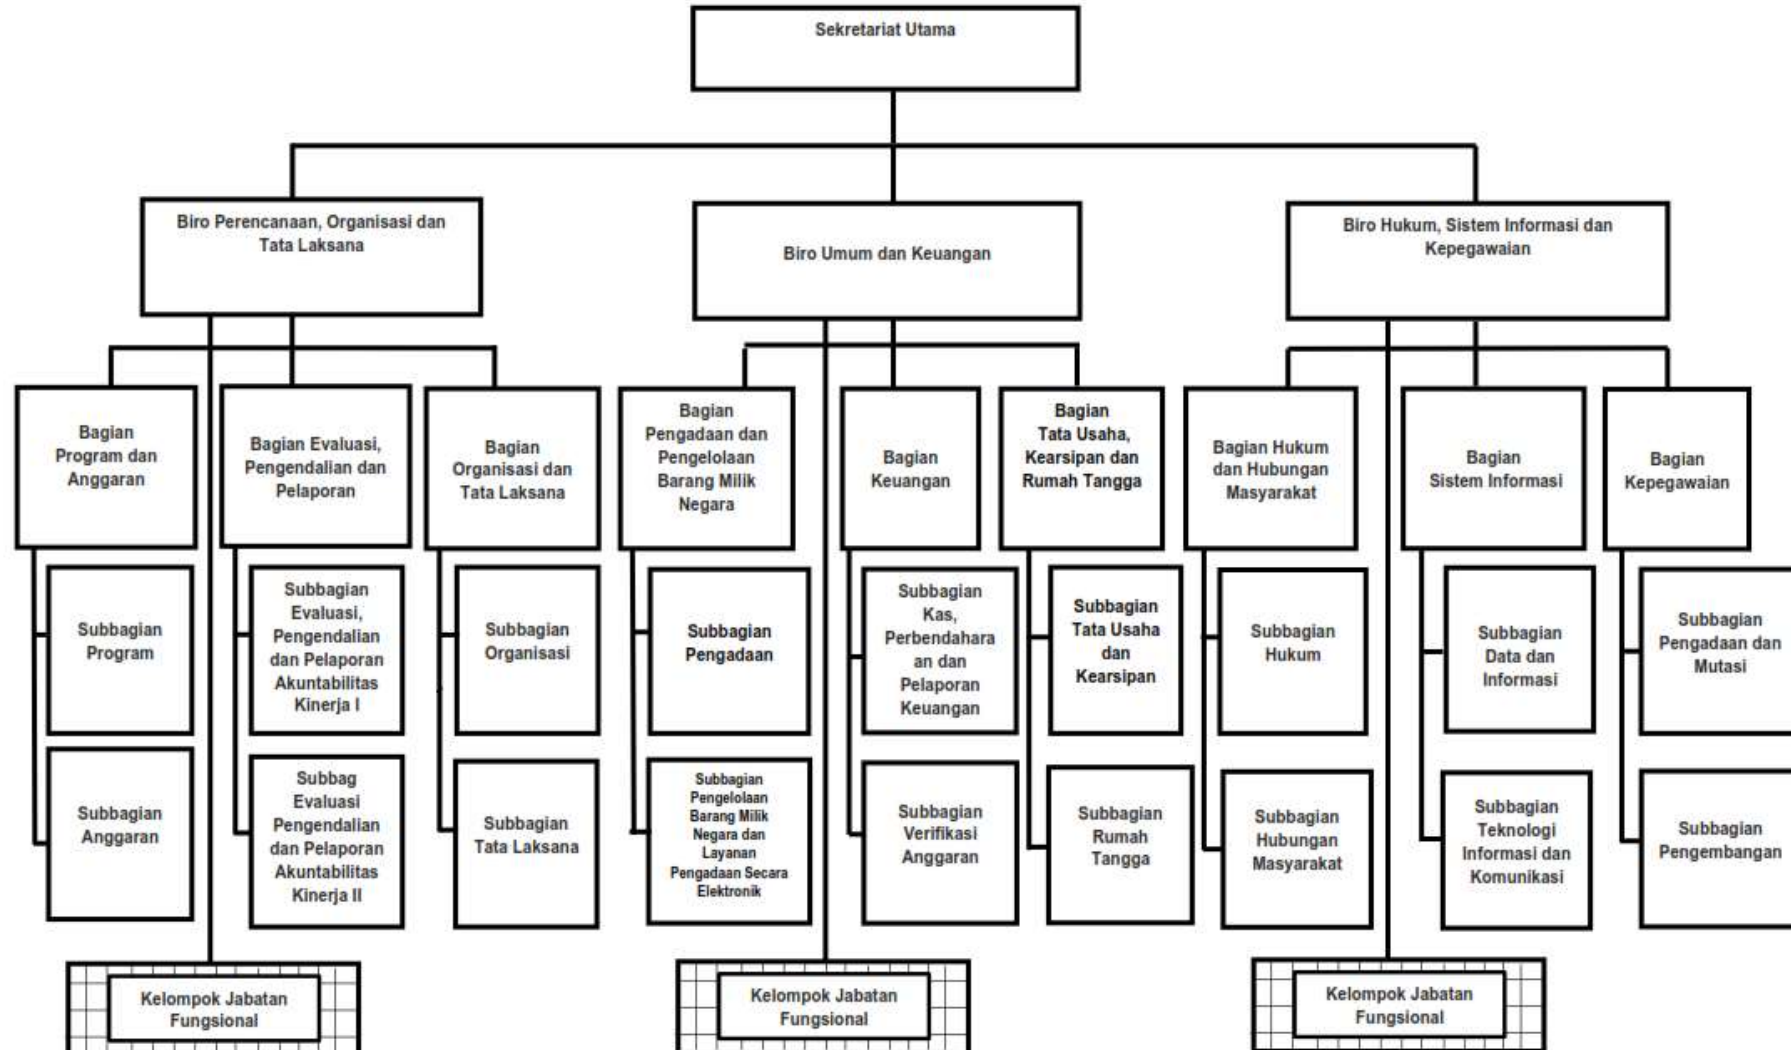 Sekretariat Utama
Biro Perencanaan, Organisasi dan
Tata Laksana
Biro Umum dan Keuangan
Biro Hukum, Sistem Informasi dan
Kepegawaian
Bagian
Program dan
Anggaran
Bagian Evaluasi,
Pengendalian dan
Pelaporan
Bagian
Organisasi dan
Tata Laksana
Bagian
Pengadaan dan
Pengelolaan
Barang Milik
Negara
Bagian
Keuangan
Bagian
Tata Usaha,
Kearsipan dan
Rumah Tangga
Bagian Hukum
dan Hubungan
Masyarakat
Bagian
Sistem Informasi
Bagian
Kepegawaian
Subbagian
Program
Subbagian
Evaluasi,
Pengendalian
dan Pelaporan
Akuntabilitas
Kinerja I
Subbagian
Organisasi
Subbagian
Pengadaan
Subbagian
Kas,
Perbendahara
an dan
Pelaporan
Keuangan
Subbagian
Tata Usaha
dan
Kearsipan
Subbagian
Hukum
Subbagian
Data dan
Informasi
Subbagian
Pengadaan dan
Mutasi
Subbagian
Anggaran
Subbag
Evaluasi
Pengendalian
dan Pelaporan
Akuntabilitas
Kinerja II
Subbagian
Tata Laksana
Subbagian
Pengelolaan
Barang Milik
Negara dan
Layanan
Pengadaan Secara
Elektronik
Subbagian
Verifikasi
Anggaran
Subbagian
Rumah
Tangga
Subbagian
Hubungan
Masyarakat
Subbagian
Teknologi
Informasi dan
Komunikasi
Subbagian
Pengembangan
Kelompok Jabatan
Fungsional
Kelompok Jabatan
Fungsional
Kelompok Jabatan
Fungsional